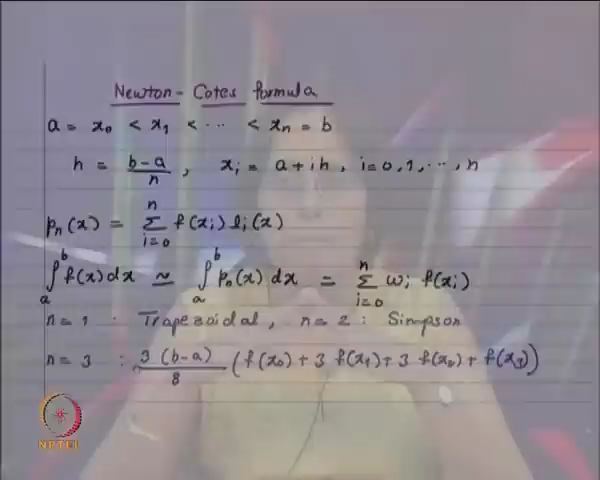 Newton-Cotes formula
a = x₀ < x₁ < ⋯ < xₙ = b
h = (b-a)/n , xᵢ = a + ih , i = 0, 1, ⋯, n
pₙ(x) = Σ_{i=0}^{n} f(xᵢ) lᵢ(x)
∫_a^b f(x) dx ≃ ∫_a^b pₙ(x) dx = Σ_{i=0}^{n} wᵢ f(xᵢ)
n = 1 : Trapezoidal, n = 2 : Simpson
n = 3 : 3(b-a)/8 (f(x₀) + 3 f(x₁) + 3 f(x₂) + f(x₃))
NPTEL